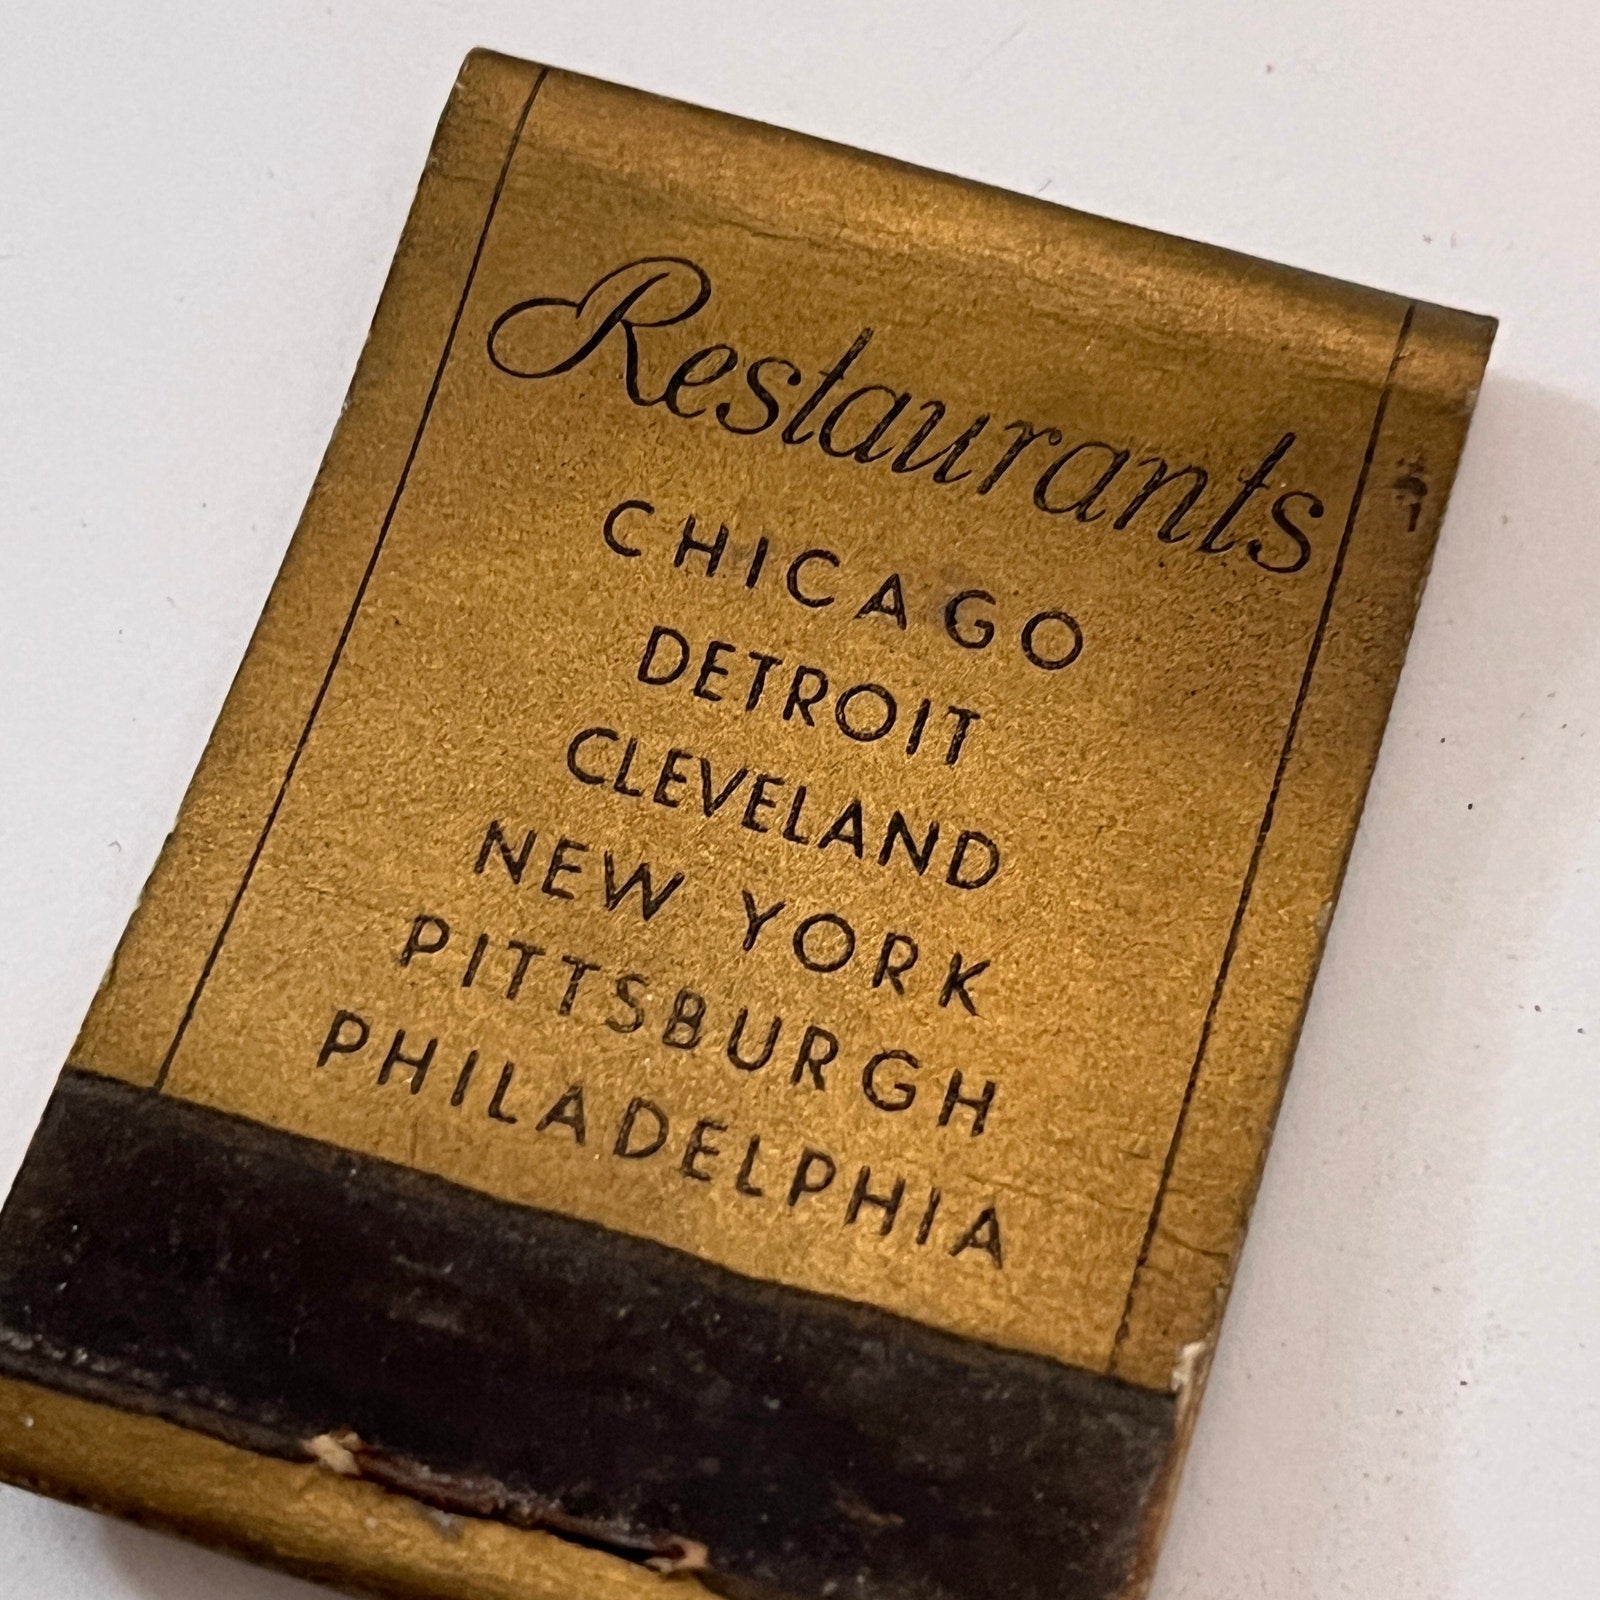 Restaurants
CHICAGO
DETROIT
CLEVELAND
NEW YORK
PITTSBURGH
PHILADELPHIA